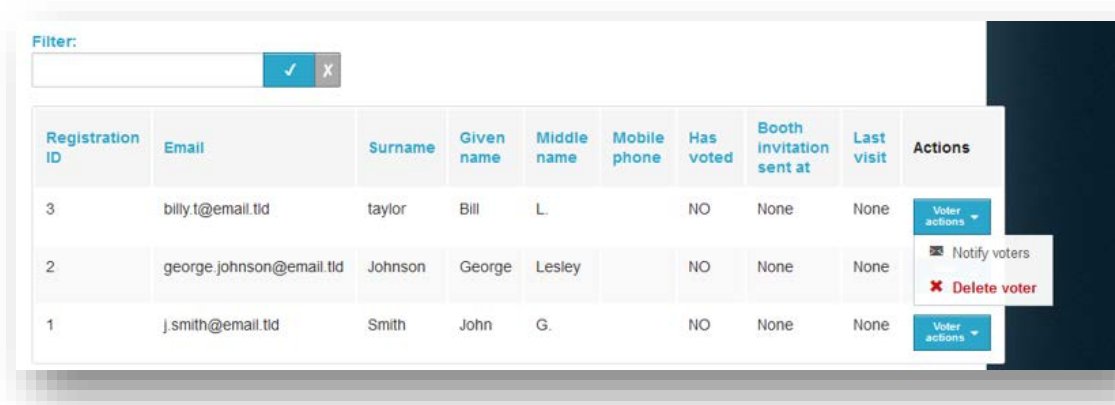 Filter:
✓ X
Registration ID Email Surname Given name Middle name Mobile phone Has voted Booth invitation sent at Last visit Actions
3 billy.t@email.tld taylor Bill L. NO None None Voter actions
Notify voters
2 george.johnson@email.tld Johnson George Lesley NO None None
Delete voter
1 j.smith@email.tld Smith John G. NO None None Voter actions